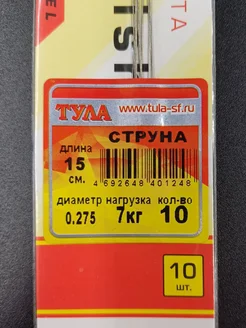 ТУЛА www.tula-sf.ru
СТРУНА
длина
15
см.
4 692648 401248
диаметр нагрузка кол-во
0.275 7кг 10
10
шт.